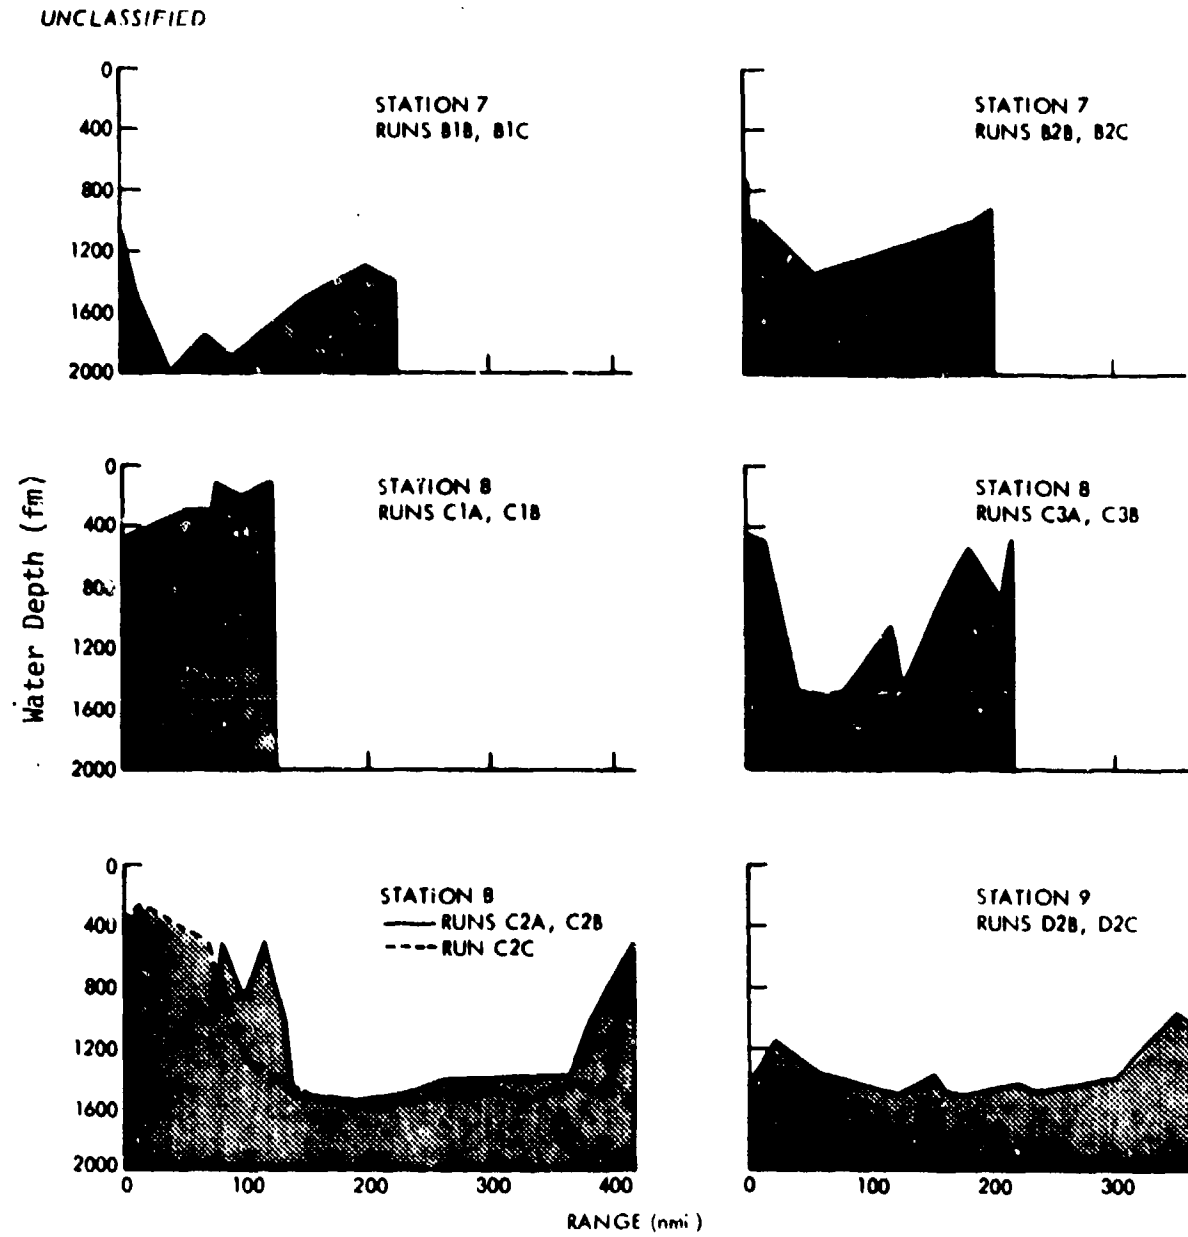 UNCLASSIFIED
0
400
800
1200
1600
2000
STATION 7
RUNS B1B, B1C
STATION 7
RUNS B2B, B2C
Water Depth (fm)
0
400
800
1200
1600
2000
STATION 8
RUNS C1A, C1B
STATION 8
RUNS C3A, C3B
0
400
800
1200
1600
2000
STATION 8
RUNS C2A, C2B
RUN C2C
STATION 9
RUNS D2B, D2C
0 100 200 300 400
0 100 200 300
RANGE (nmi)